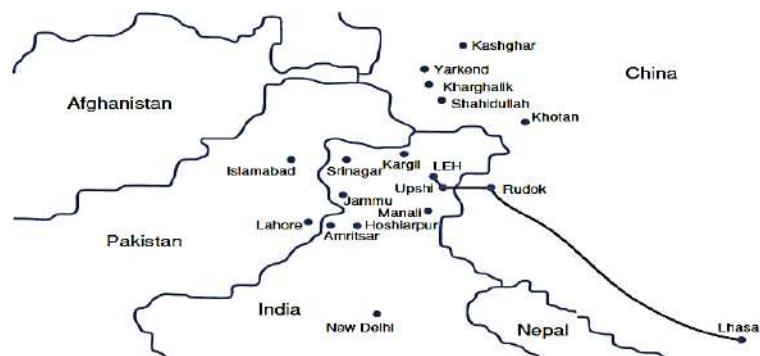 Kashghar
Yarkend
China
Kharghalik
Afghanistan
Shahidullah
Khotan
Islamabad
Srinagar
Kargil
LEH
Upshi
Rudok
Jammu
Manali
Lahore
Hoshiarpur
Amritsar
Pakistan
India
New Delhi
Nepal
Lhasa